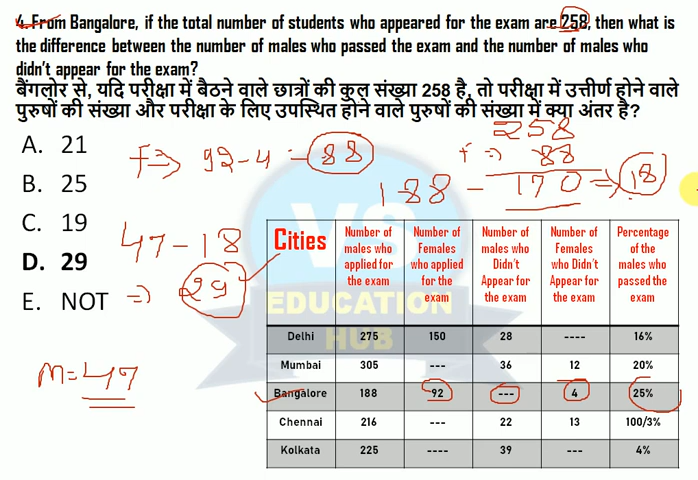 4. From Bangalore, if the total number of students who appeared for the exam are 258, then what is
the difference between the number of males who passed the exam and the number of males who
didn't appear for the exam?
बैंगलोर से, यदि परीक्षा में बैठने वाले छात्रों की कुल संख्या 258 है, तो परीक्षा में उत्तीर्ण होने वाले
पुरुषों की संख्या और परीक्षा के लिए उपस्थित होने वाले पुरुषों की संख्या में क्या अंतर है?
A. 21
B. 25
C. 19
D. 29
E. NOT
F ⇒ 92-4 = 88
= 258
F ⇒ 88
188 - 170 ⇒ 18
47-18
⇒ 29
M = 47
VS
EDUCATION
HUB
Cities | Number of males who applied for the exam | Number of Females who applied for the exam | Number of males who Didn't Appear for the exam | Number of Females who Didn't Appear for the exam | Percentage of the males who passed the exam
Delhi 275 150 28 ---- 16%
Mumbai 305 --- 36 12 20%
Bangalore 188 92 --- 4 25%
Chennai 216 --- 22 13 100/3%
Kolkata 225 ---- 39 --- 4%